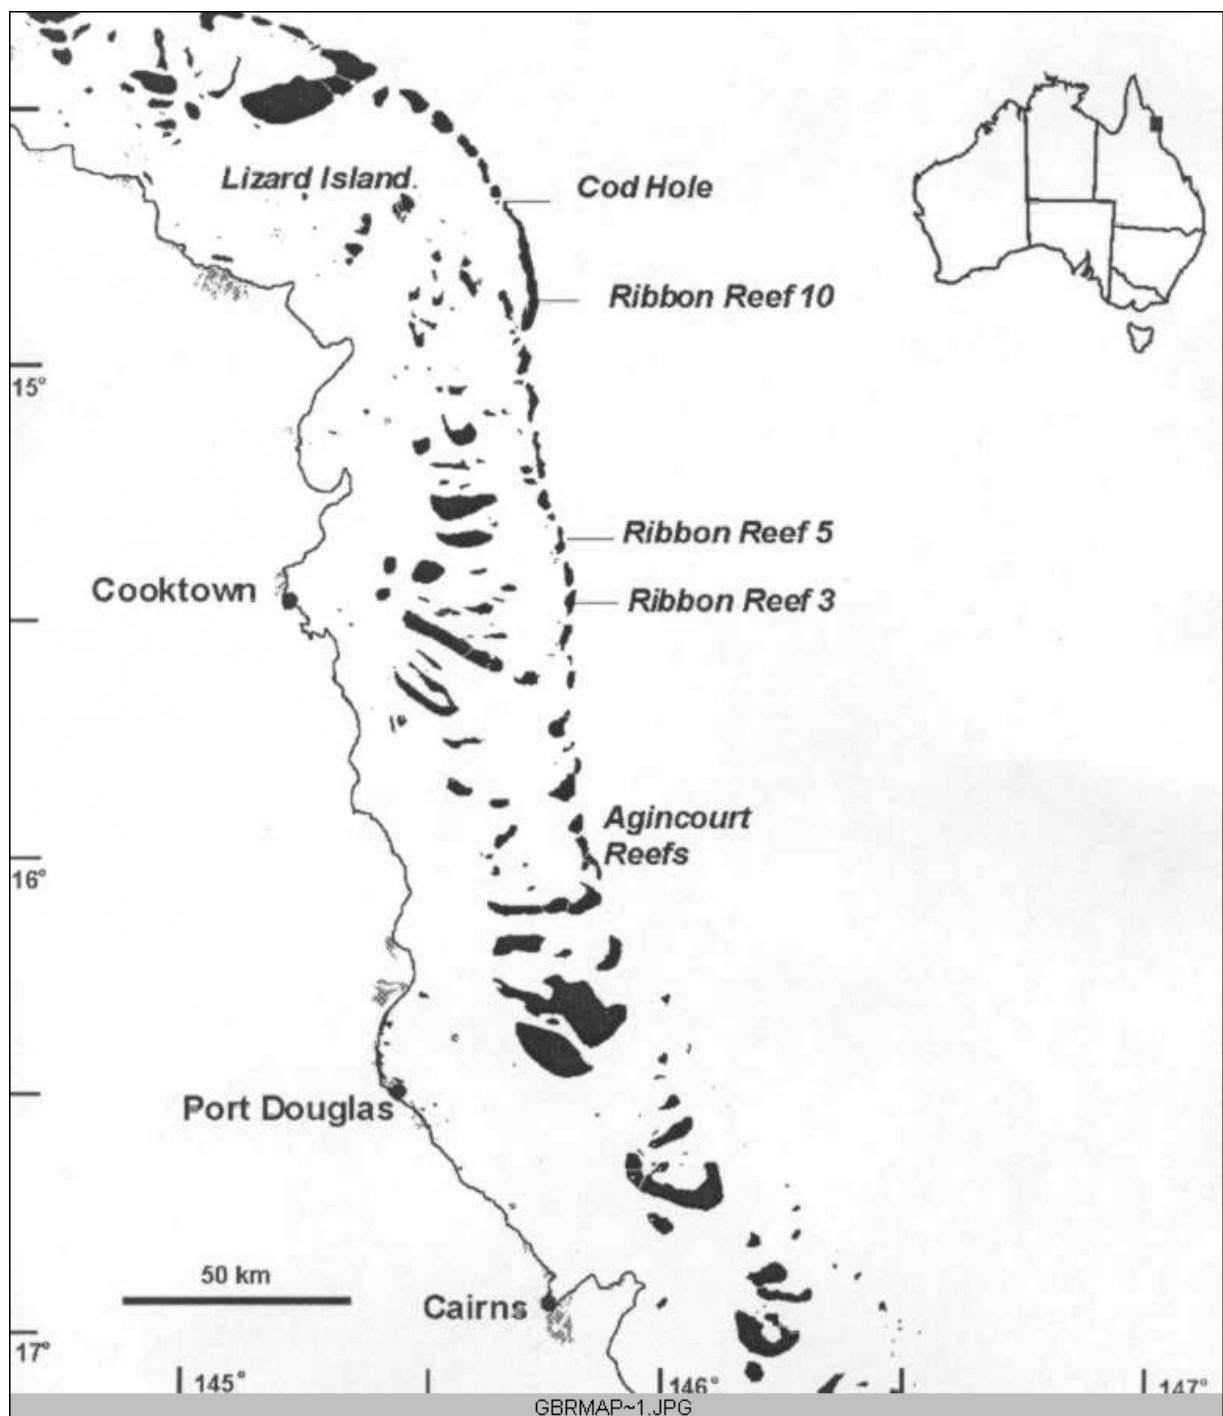 Lizard Island
Cod Hole
Ribbon Reef 10
15°
Ribbon Reef 5
Cooktown
Ribbon Reef 3
Agincourt
Reefs
16°
Port Douglas
50 km
Cairns
17°
145°
146°
147°
GBRMAP~1.JPG